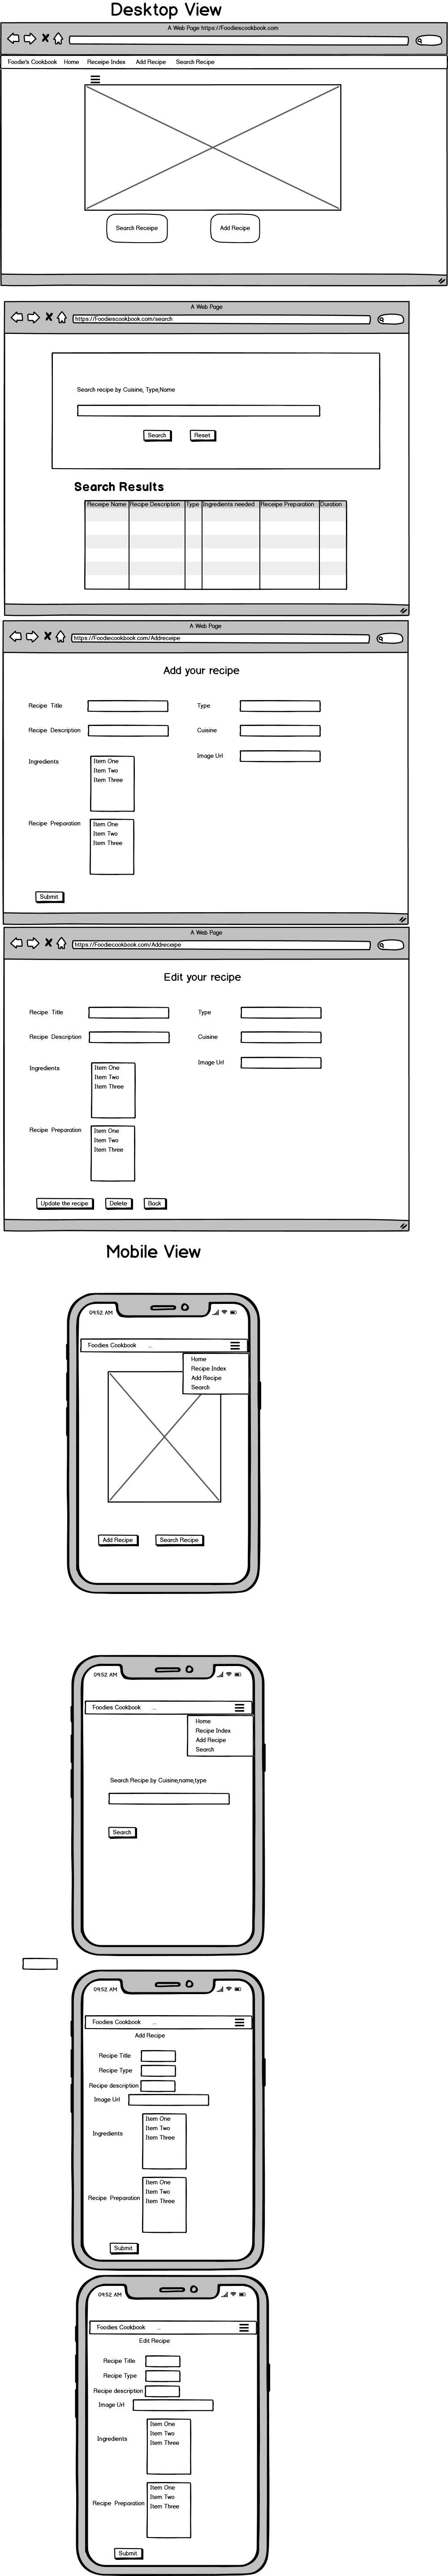 Desktop View
A Web Page https://Foodiescookbook.com
Foodie's Cookbook Home Receipe Index Add Recipe Search Recipe
Search Receipe Add Recipe
A Web Page
https://Foodiescookbook.com/search
Search recipe by Cuisine, Type,Name
Search Reset
Search Results
Receipe Name Recipe Description Type Ingredients needed Receipe Preparation Duration
A Web Page
https://Foodiecookbook.com/Addreceipe
Add your recipe
Recipe Title Type
Recipe Description Cuisine
Image Url
Ingredients Item One
Item Two
Item Three
Recipe Preparation Item One
Item Two
Item Three
Submit
A Web Page
https://Foodiecookbook.com/Addreceipe
Edit your recipe
Recipe Title Type
Recipe Description Cuisine
Image Url
Ingredients Item One
Item Two
Item Three
Recipe Preparation Item One
Item Two
Item Three
Update the recipe Delete Back
Mobile View
09:52 AM
Foodies Cookbook ...
Home
Recipe Index
Add Recipe
Search
Add Recipe Search Recipe
09:52 AM
Foodies Cookbook ...
Home
Recipe Index
Add Recipe
Search
Search Recipe by Cuisine,name,type
Search
09:52 AM
Foodies Cookbook ...
Add Recipe
Recipe Title
Recipe Type
Recipe description
Image Url
Ingredients Item One
Item Two
Item Three
Recipe Preparation Item One
Item Two
Item Three
Submit
09:52 AM
Foodies Cookbook ...
Edit Recipe
Recipe Title
Recipe Type
Recipe description
Image Url
Ingredients Item One
Item Two
Item Three
Recipe Preparation Item One
Item Two
Item Three
Submit